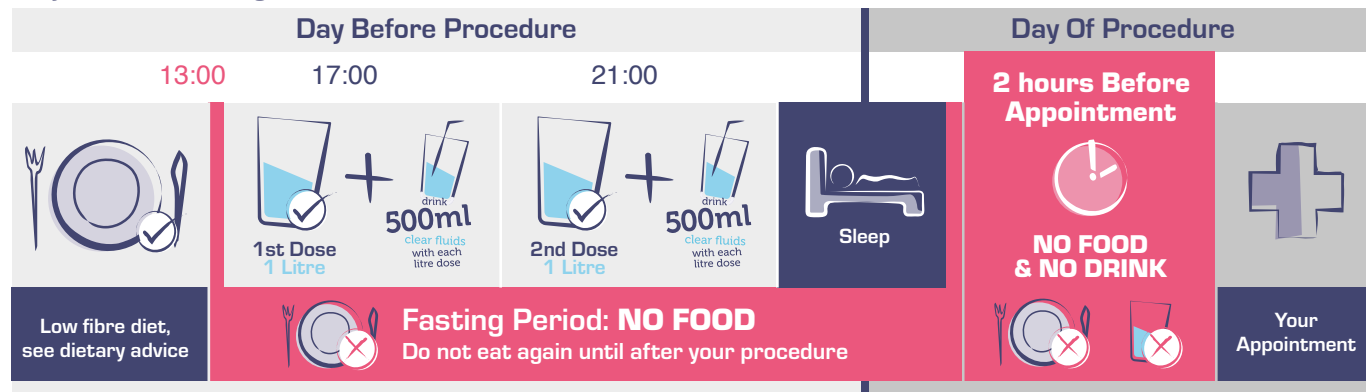 Day Before Procedure
Day Of Procedure
13:00
17:00
21:00
2 hours Before
Appointment
drink
500ml
clear fluids
with each
litre dose
1st Dose
1 Litre
drink
500ml
clear fluids
with each
litre dose
2nd Dose
1 Litre
Sleep
NO FOOD
& NO DRINK
Low fibre diet,
see dietary advice
Fasting Period: NO FOOD
Do not eat again until after your procedure
Your
Appointment